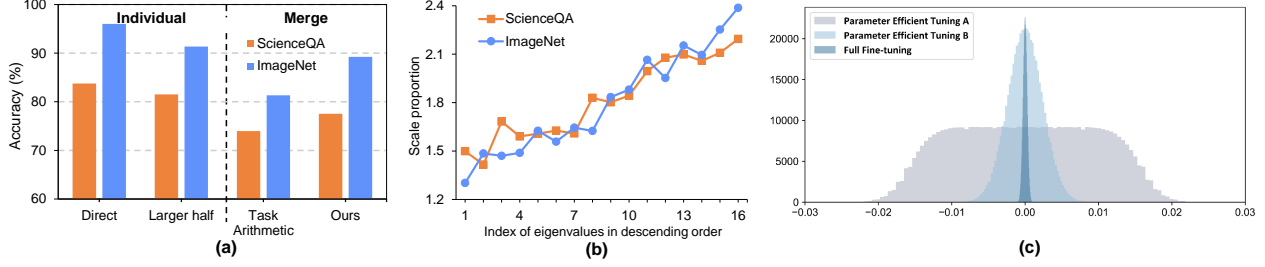 Individual
Merge
ScienceQA
ImageNet
Accuracy (%)
100
90
80
70
60
Direct
Larger half
Task
Arithmetic
Ours
(a)
ScienceQA
ImageNet
Scale proportion
2.4
2.1
1.8
1.5
1.2
1 4 7 10 13 16
Index of eigenvalues in descending order
(b)
Parameter Efficient Tuning A
Parameter Efficient Tuning B
Full Fine-tuning
20000
15000
10000
5000
0
−0.03 −0.02 −0.01 0.00 0.01 0.02 0.03
(c)